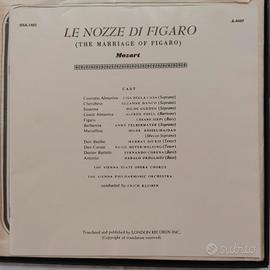 OSA-1402
A-4407
LE NOZZE DI FIGARO
(THE MARRIAGE OF FIGARO)
Mozart
CAST
Countess Almaviva LISA DELLA CASA (Soprano)
Cherubino SUZANNE DANCO (Soprano)
Susanna HILDE GUEDEN (Soprano)
Count Almaviva ALFRED POELL (Baritone)
Figaro CESARE SIEPI (Bass)
Barbarina ANNY FELBERMAYER (Soprano)
Marcellina HILDE RÖSSEL-MAJDAN
(Mezzo-Soprano)
Don Basilio MURRAY DICKIE (Tenor)
Don Curzio HUGO MEYER-WELFING (Tenor)
Doctor Bartolo FERNANDO CORENA (Bass)
Antonio HARALD PRÖGLHÖF (Bass)
THE VIENNA STATE OPERA CHORUS
THE VIENNA PHILHARMONIC ORCHESTRA
conducted by ERICH KLEIBER
Translated and published by LONDON RECORDS INC.
(Copyright of translation reserved)
subito